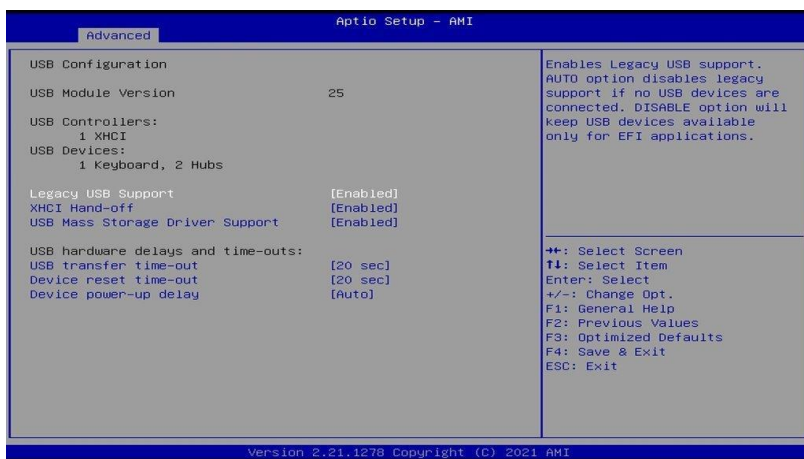 Aptio Setup - AMI
Advanced
USB Configuration
USB Module Version 25
USB Controllers:
1 XHCI
USB Devices:
1 Keyboard, 2 Hubs
Legacy USB Support [Enabled]
XHCI Hand-off [Enabled]
USB Mass Storage Driver Support [Enabled]
USB hardware delays and time-outs:
USB transfer time-out [20 sec]
Device reset time-out [20 sec]
Device power-up delay [Auto]
Enables Legacy USB support.
AUTO option disables legacy
support if no USB devices are
connected. DISABLE option will
keep USB devices available
only for EFI applications.
→←: Select Screen
↑↓: Select Item
Enter: Select
+/-: Change Opt.
F1: General Help
F2: Previous Values
F3: Optimized Defaults
F4: Save & Exit
ESC: Exit
Version 2.21.1278 Copyright (C) 2021 AMI